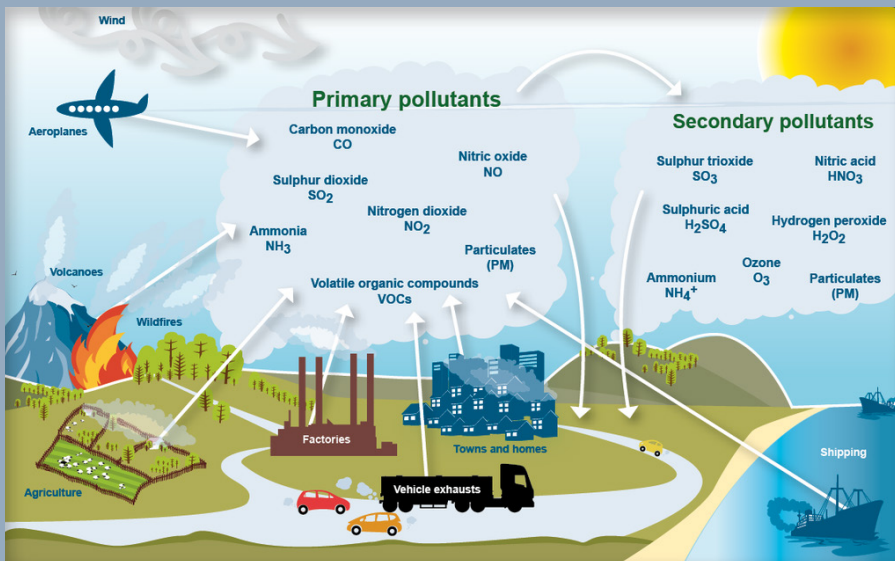 Wind
Aeroplanes
Primary pollutants
Carbon monoxide
CO
Nitric oxide
NO
Sulphur dioxide
SO₂
Nitrogen dioxide
NO₂
Ammonia
NH₃
Particulates
(PM)
Volatile organic compounds
VOCs
Secondary pollutants
Sulphur trioxide
SO₃
Nitric acid
HNO₃
Sulphuric acid
H₂SO₄
Hydrogen peroxide
H₂O₂
Ozone
O₃
Ammonium
NH₄⁺
Particulates
(PM)
Volcanoes
Wildfires
Factories
Towns and homes
Shipping
Agriculture
Vehicle exhausts